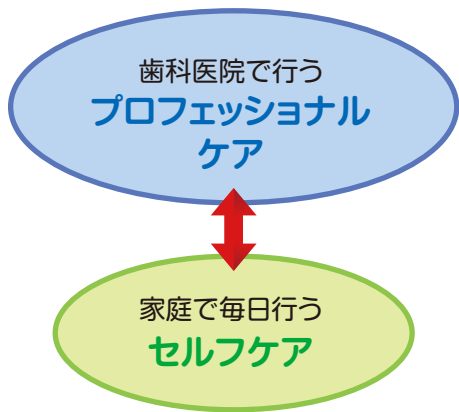 歯科医院で行う
プロフェッショナル
ケア
家庭で毎日行う
セルフケア